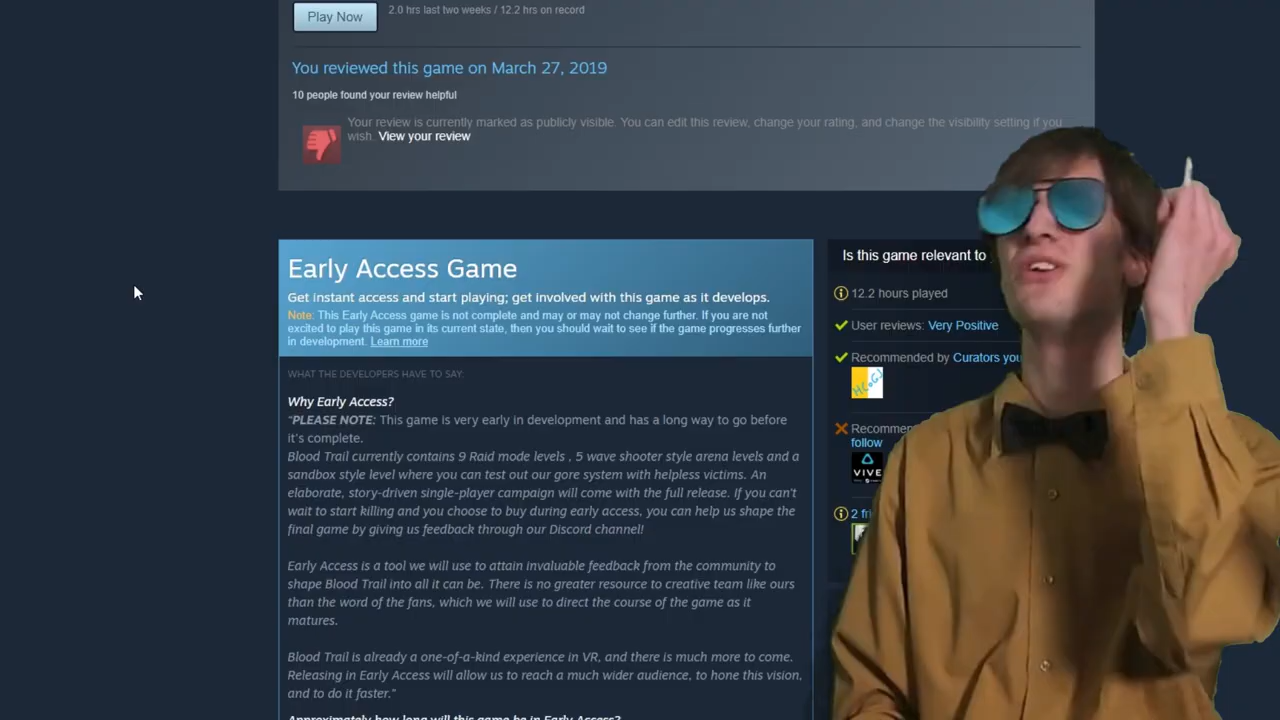 Play Now
2.0 hrs last two weeks / 12.2 hrs on record
You reviewed this game on March 27, 2019
10 people found your review helpful
Your review is currently marked as publicly visible. You can edit this review, change your rating, and change the visibility setting if you
wish. View your review
Early Access Game
Get instant access and start playing; get involved with this game as it develops.
Note: This Early Access game is not complete and may or may not change further. If you are not
excited to play this game in its current state, then you should wait to see if the game progresses further
in development. Learn more
WHAT THE DEVELOPERS HAVE TO SAY:
Why Early Access?
“PLEASE NOTE: This game is very early in development and has a long way to go before
it's complete.
Blood Trail currently contains 9 Raid mode levels , 5 wave shooter style arena levels and a
sandbox style level where you can test out our gore system with helpless victims. An
elaborate, story-driven single-player campaign will come with the full release. If you can't
wait to start killing and you choose to buy during early access, you can help us shape the
final game by giving us feedback through our Discord channel!
Early Access is a tool we will use to attain invaluable feedback from the community to
shape Blood Trail into all it can be. There is no greater resource to creative team like ours
than the word of the fans, which we will use to direct the course of the game as it
matures.
Blood Trail is already a one-of-a-kind experience in VR, and there is much more to come.
Releasing in Early Access will allow us to reach a much wider audience, to hone this vision,
and to do it faster.”
Approximately how long will this game be in Early Access?
Is this game relevant to
12.2 hours played
User reviews: Very Positive
Recommended by Curators you
HCoGJ
Recommen
follow
VIVE
2 fri